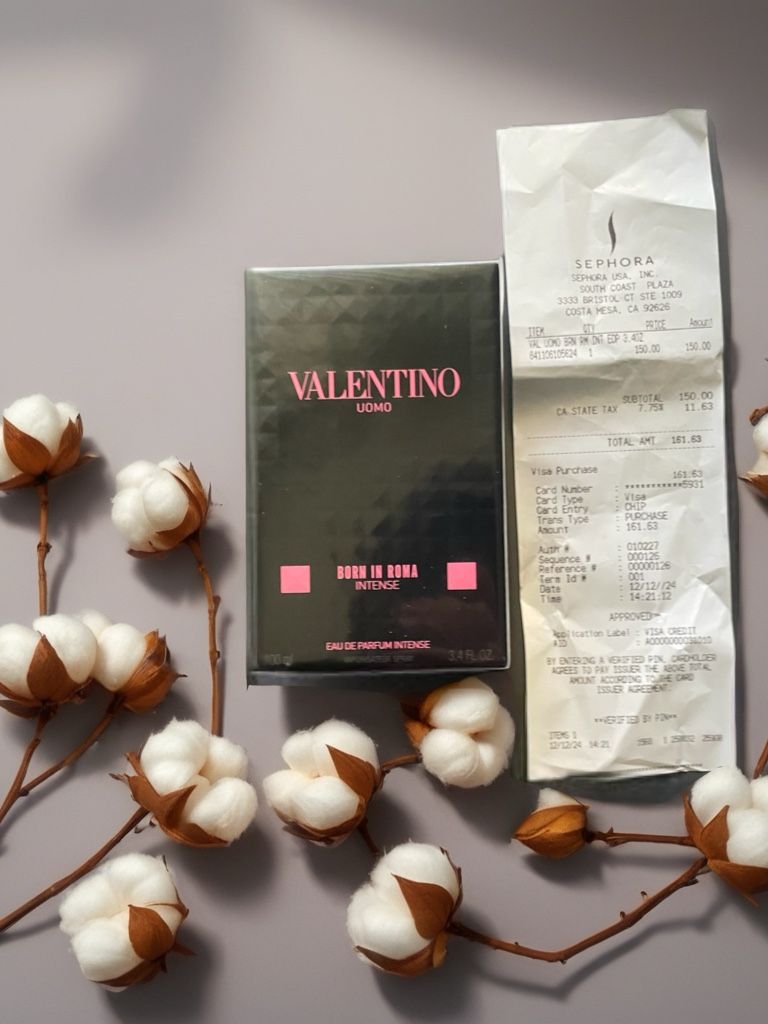 VALENTINO
UOMO
BORN IN ROMA
INTENSE
EAU DE PARFUM INTENSE
VAPORISATEUR SPRAY
100 ml 3.4 FL.OZ.
SEPHORA
SEPHORA USA, INC.
SOUTH COAST PLAZA
3333 BRISTOL CT STE 1009
COSTA MESA, CA 92626
ITEM QTY PRICE Amount
VAL UOMO BRN RM INT EDP 3.4OZ
841106105624 1 150.00 150.00
SUBTOTAL 150.00
CA STATE TAX 7.75% 11.63
TOTAL AMT 161.63
Visa Purchase
161.63
Card Number : ***********5931
Card Type : Visa
Card Entry : CHIP
Trans Type : PURCHASE
Amount : 161.63
Auth # : 010227
Sequence # : 000126
Reference # : 00000126
Term Id # : 001
Date : 12/12//24
Time : 14:21:12
APPROVED
Application Label : VISA CREDIT
AID :
BY ENTERING A VERIFIED PIN, CARDHOLDER
AGREES TO PAY ISSUER THE ABOVE TOTAL
AMOUNT ACCORDING TO THE CARD
ISSUER AGREEMENT.
**VERIFIED BY PIN**
ITEMS 1
12/12/24 14:21